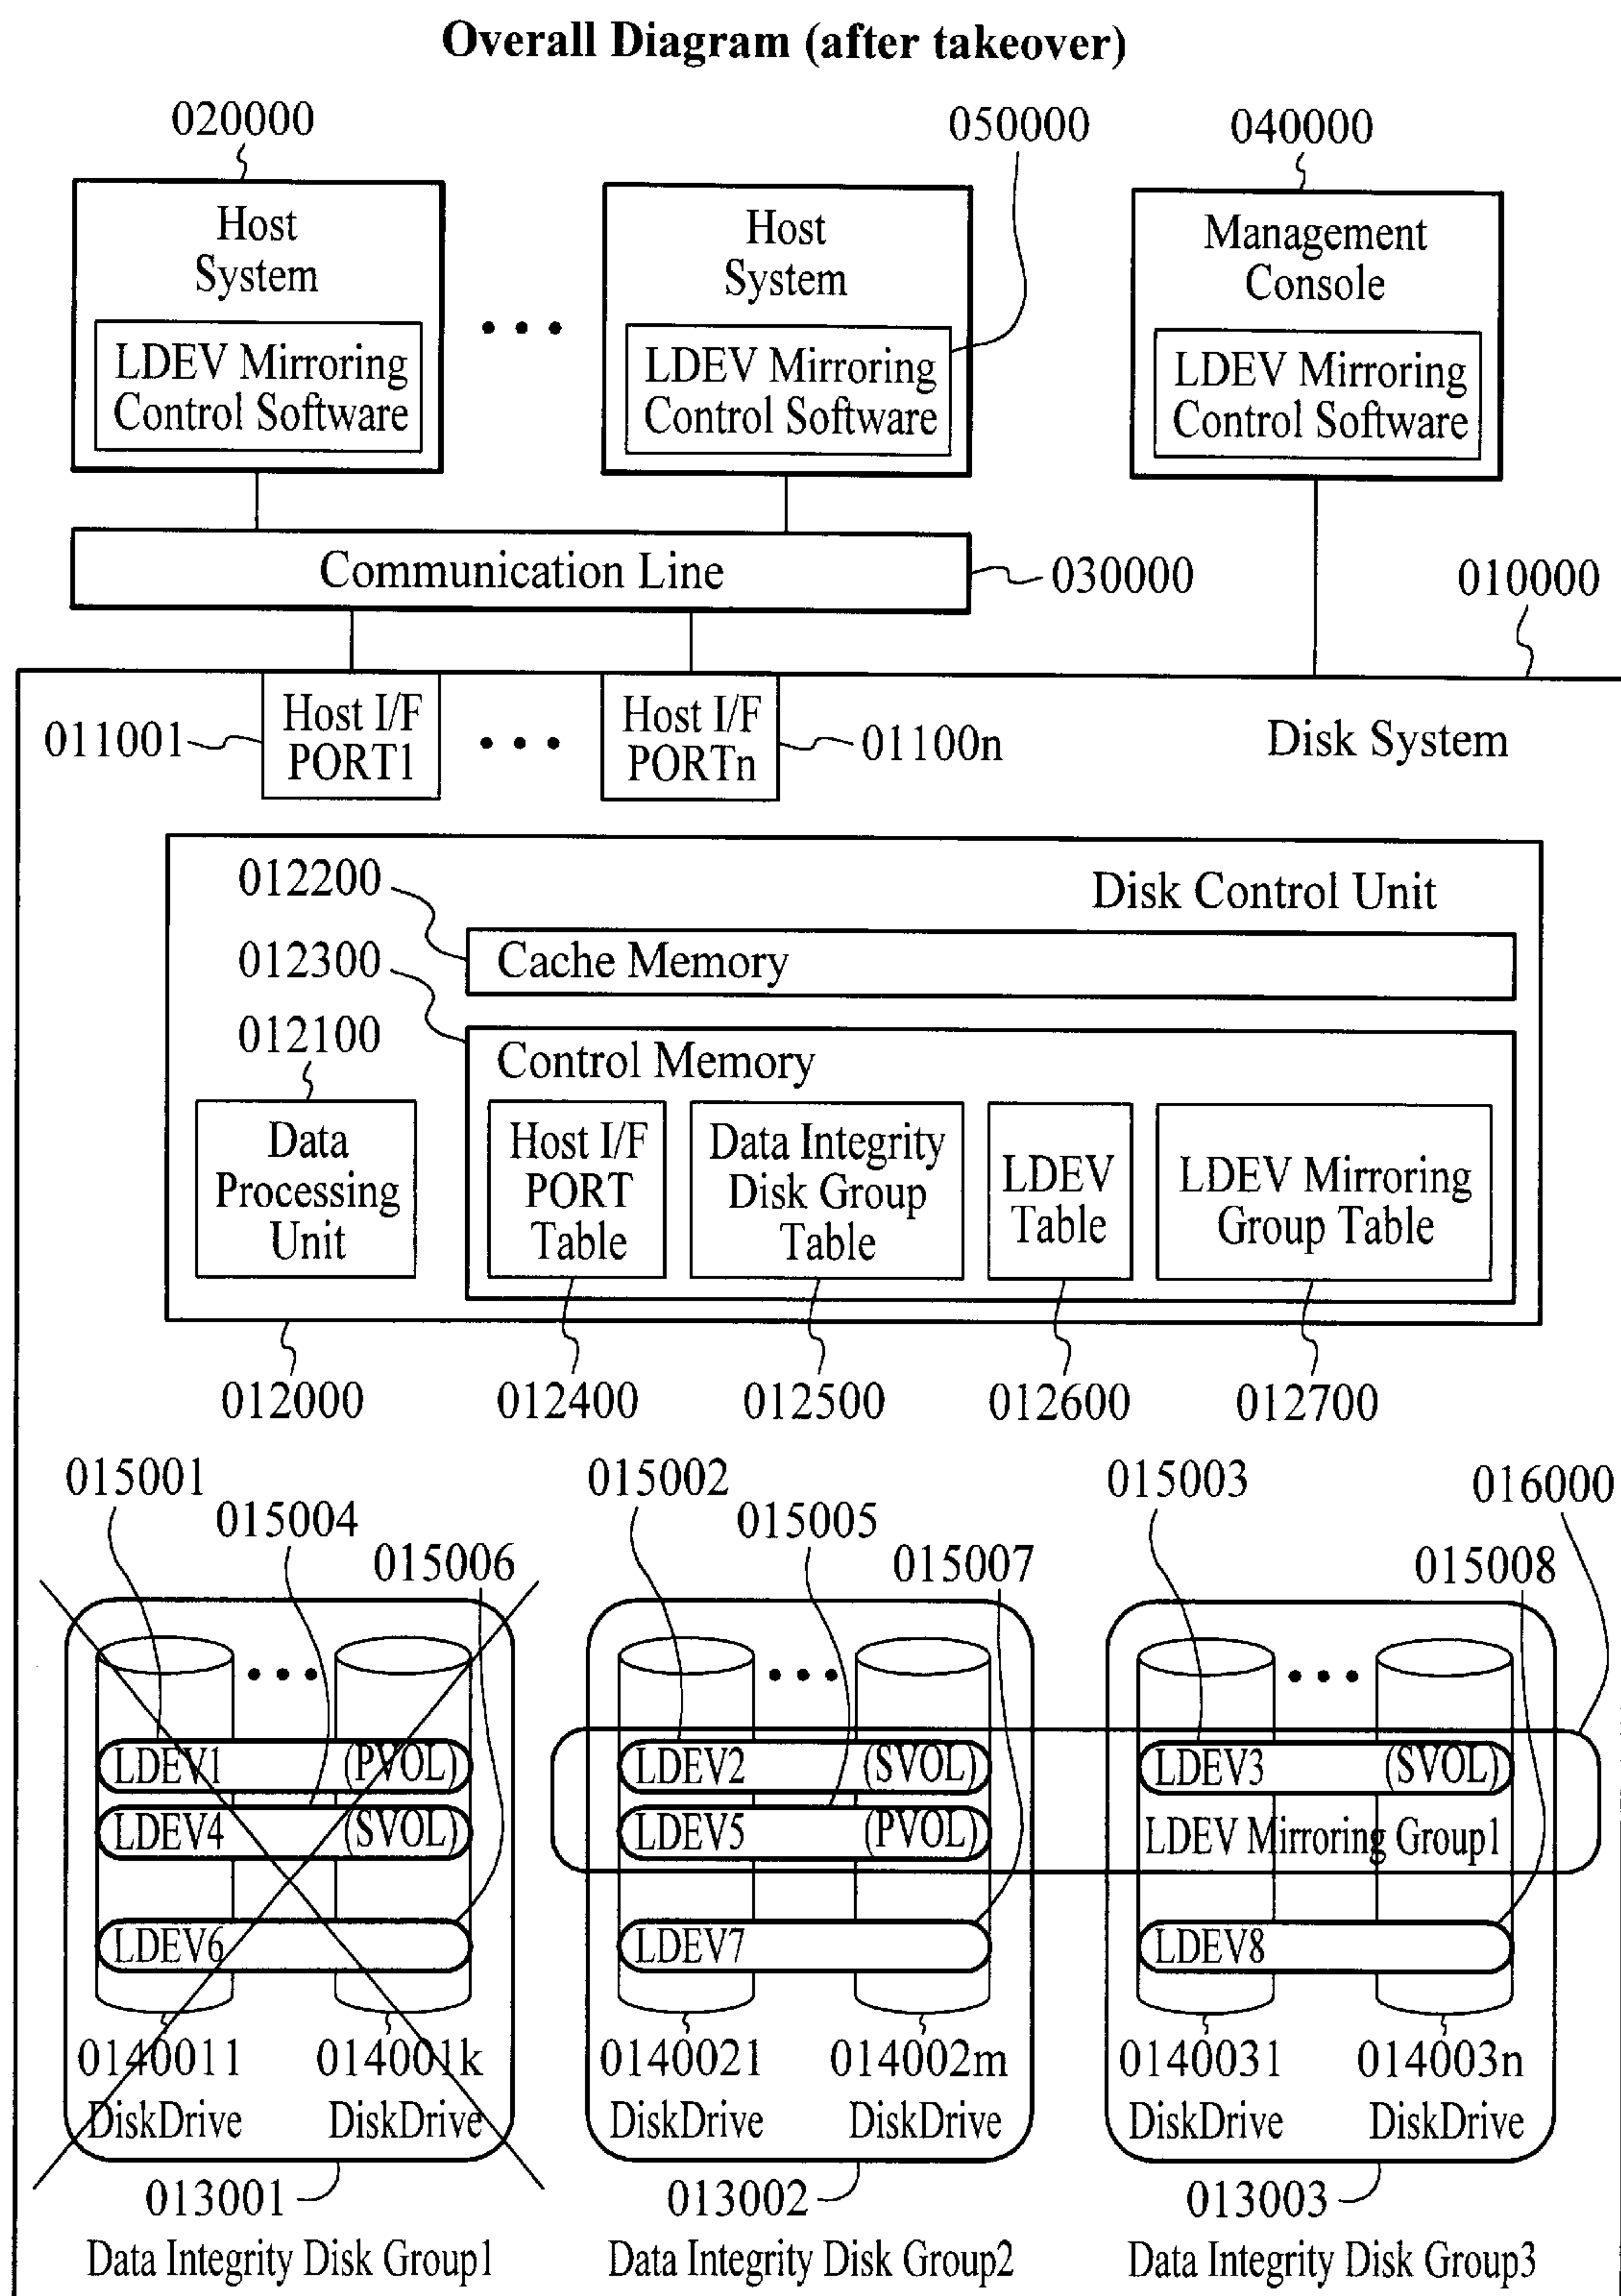 Overall Diagram (after takeover)
020000
050000
040000
Host
System
LDEV Mirroring
Control Software
Host
System
LDEV Mirroring
Control Software
Management
Console
LDEV Mirroring
Control Software
Communication Line
030000
010000
011001
Host I/F
PORT1
Host I/F
PORTn
01100n
Disk System
012200
Disk Control Unit
012300
Cache Memory
012100
Control Memory
Data
Processing
Unit
Host I/F
PORT
Table
Data Integrity
Disk Group
Table
LDEV
Table
LDEV Mirroring
Group Table
012000
012400
012500
012600
012700
015001
015004
015006
015002
015005
015007
015003
015008
016000
LDEV1 (PVOL)
LDEV4 (SVOL)
LDEV6
LDEV2 (SVOL)
LDEV5 (PVOL)
LDEV7
LDEV3 (SVOL)
LDEV Mirroring Group1
LDEV8
0140011
DiskDrive
014001k
DiskDrive
0140021
DiskDrive
014002m
DiskDrive
0140031
DiskDrive
014003n
DiskDrive
013001
Data Integrity Disk Group1
013002
Data Integrity Disk Group2
013003
Data Integrity Disk Group3